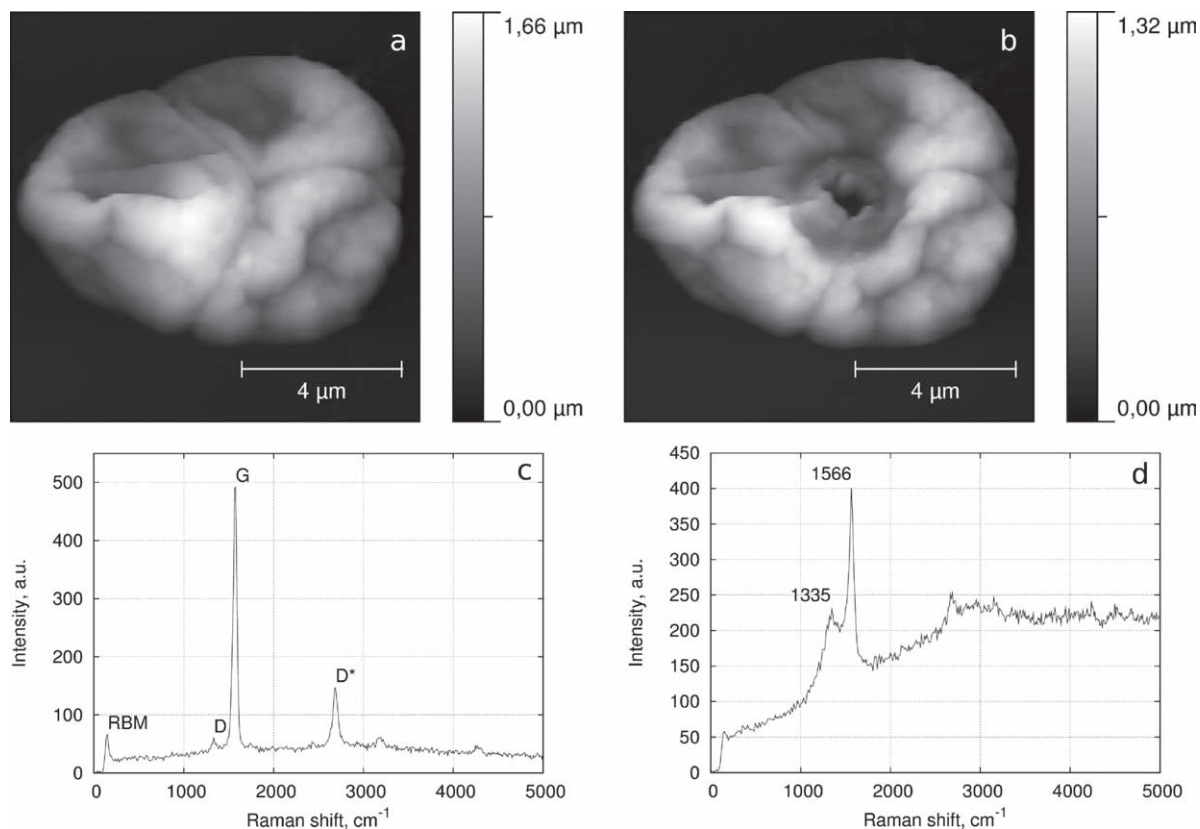 a
1,66 μm
4 μm
0,00 μm
b
1,32 μm
4 μm
0,00 μm
c
500
400
300
200
100
0
Intensity, a.u.
RBM
D
G
D*
0 1000 2000 3000 4000 5000
Raman shift, cm-1
d
450
400
350
300
250
200
150
100
50
0
Intensity, a.u.
1566
1335
0 1000 2000 3000 4000 5000
Raman shift, cm-1